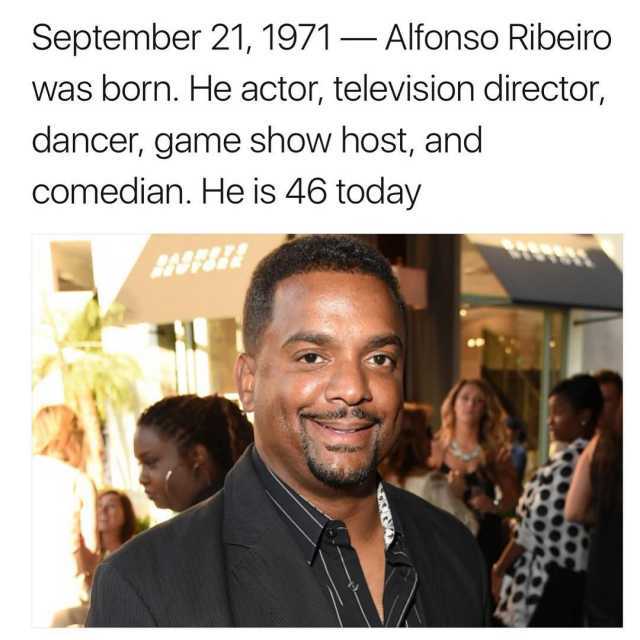 September 21, 1971 — Alfonso Ribeiro
was born. He actor, television director,
dancer, game show host, and
comedian. He is 46 today